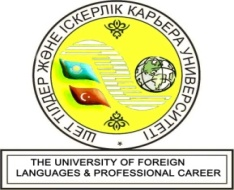 ШЕТ ТІЛДЕР ЖӘНЕ ІСКЕРЛІК КАРЬЕРА УНИВЕРСИТЕТІ
THE UNIVERSITY OF FOREIGN
LANGUAGES & PROFESSIONAL CAREER